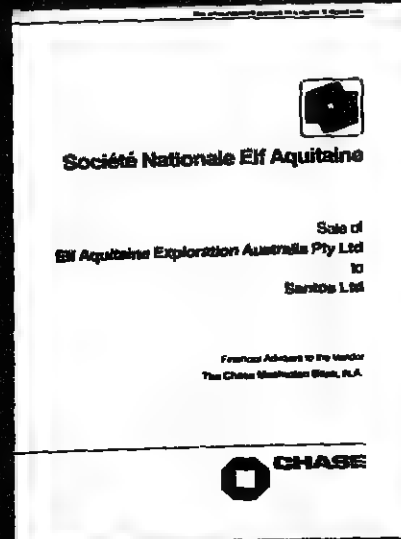 Société Nationale Elf Aquitaine
Sale of
Elf Aquitaine Exploration Australia Pty Ltd
to
Santos Ltd
Financial Advisers to the Vendor
The Chase Manhattan Bank, N.A.
CHASE